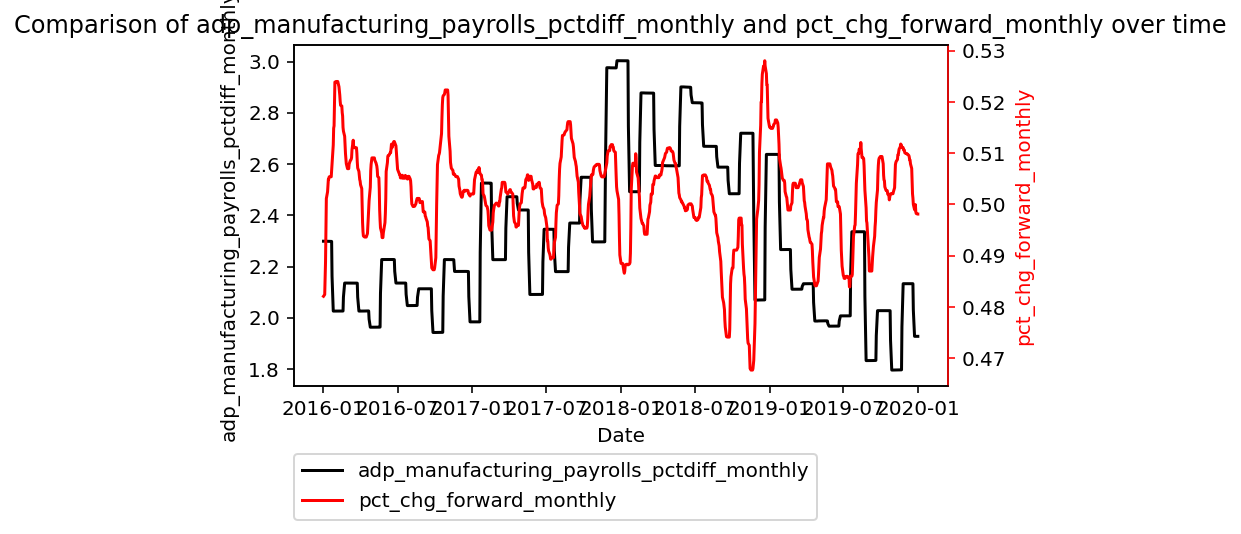 Comparison of adp_manufacturing_payrolls_pctdiff_monthly and pct_chg_forward_monthly over time
adp_manufacturing_payrolls_pctdiff_monthly
3.0
2.8
2.6
2.4
2.2
2.0
1.8
0.53
0.52
0.51
0.50
0.49
0.48
0.47
pct_chg_forward_monthly
2016-01 2016-07 2017-01 2017-07 2018-01 2018-07 2019-01 2019-07 2020-01
Date
adp_manufacturing_payrolls_pctdiff_monthly
pct_chg_forward_monthly